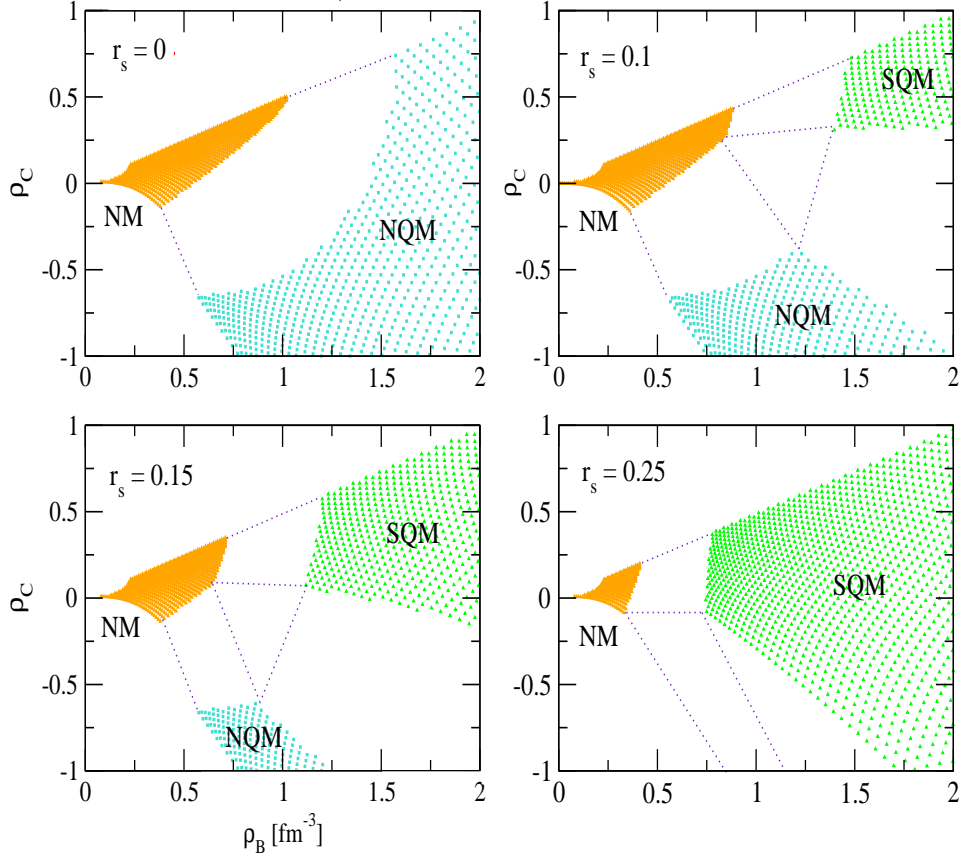 1
0.5
0
-0.5
-1
ρ_C
r_s = 0
NM
NQM
0 0.5 1 1.5 2
1
0.5
0
-0.5
-1
ρ_C
r_s = 0.1
SQM
NM
NQM
0 0.5 1 1.5 2
1
0.5
0
-0.5
-1
ρ_C
r_s = 0.15
SQM
NM
NQM
0 0.5 1 1.5 2
ρ_B [fm^-3]
1
0.5
0
-0.5
-1
ρ_C
r_s = 0.25
SQM
NM
0 0.5 1 1.5 2